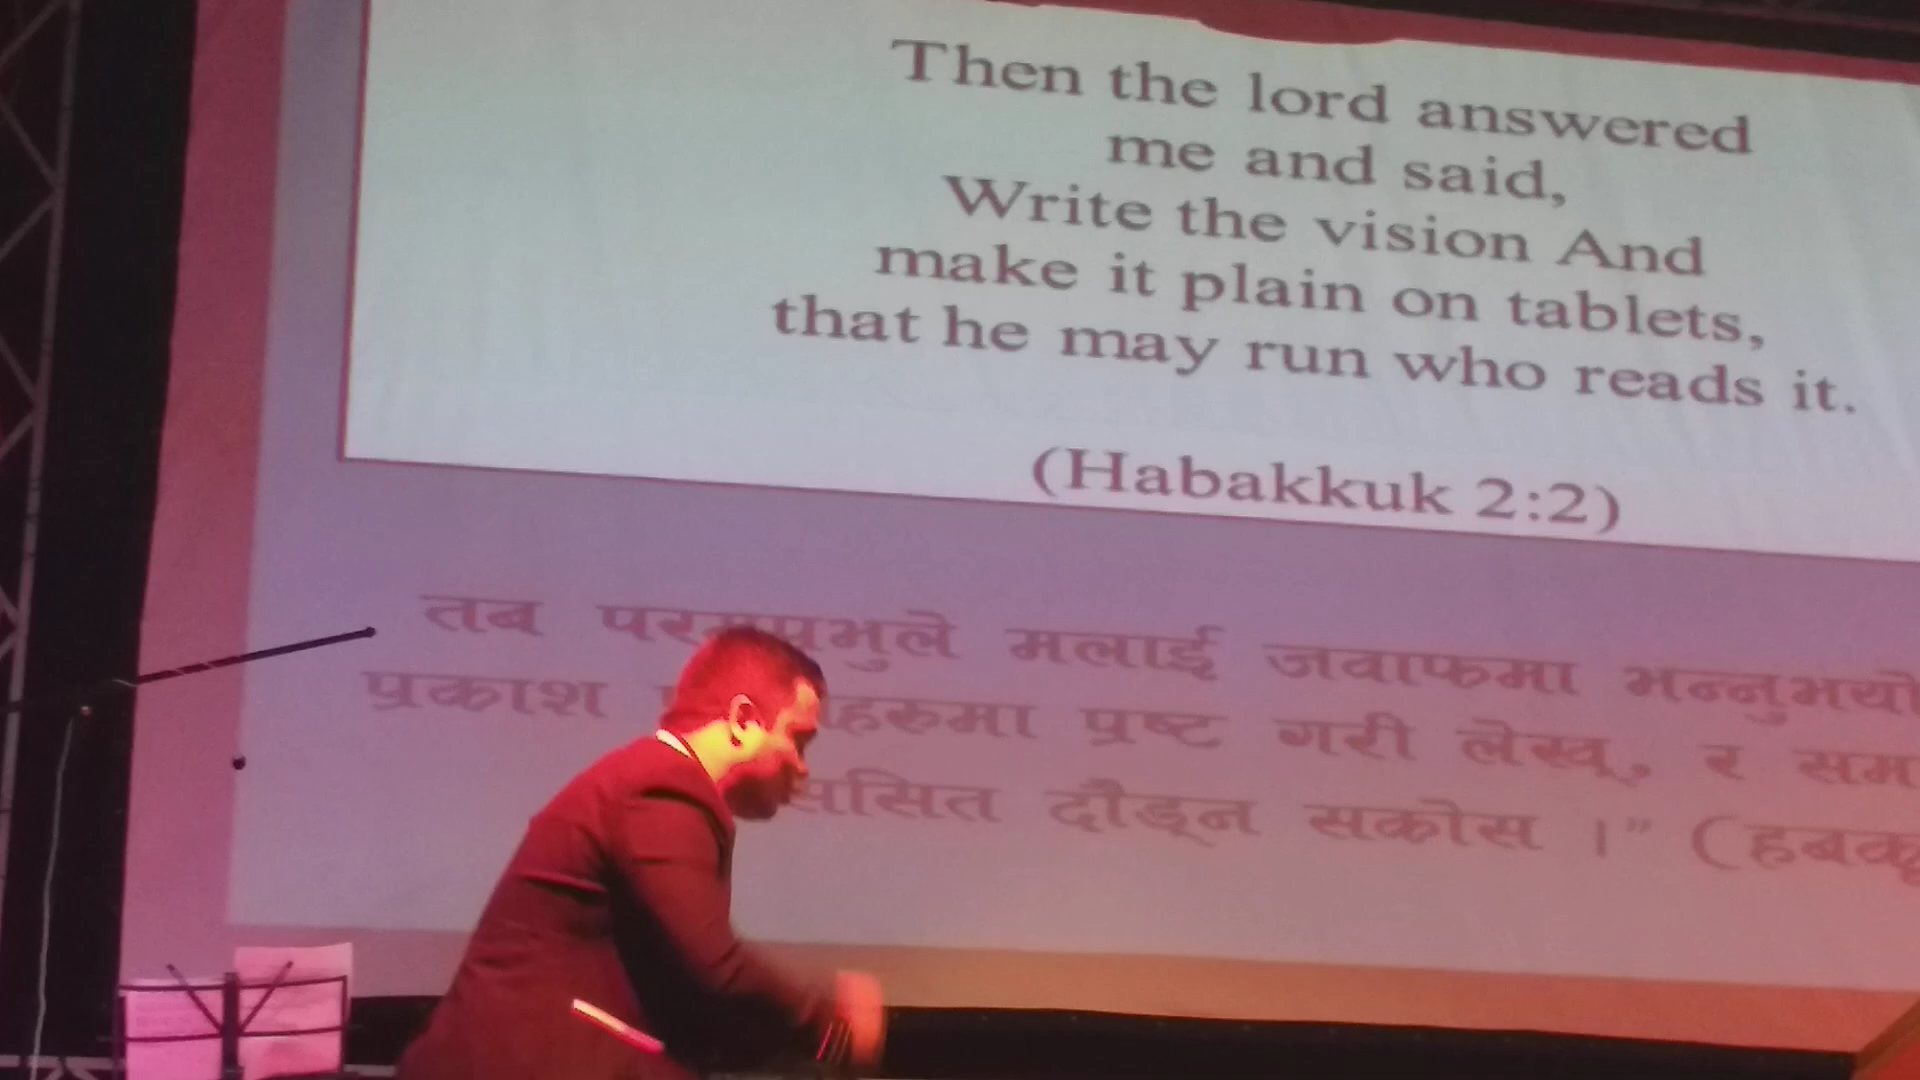 Then the lord answered
me and said,
Write the vision And
make it plain on tablets,
that he may run who reads it.
(Habakkuk 2:2)
तब मलाई जवाफमा भन्नुभयो
प्रकाश प्रष्ट गरी लेख्, र
दौड्न सकोस ।” (